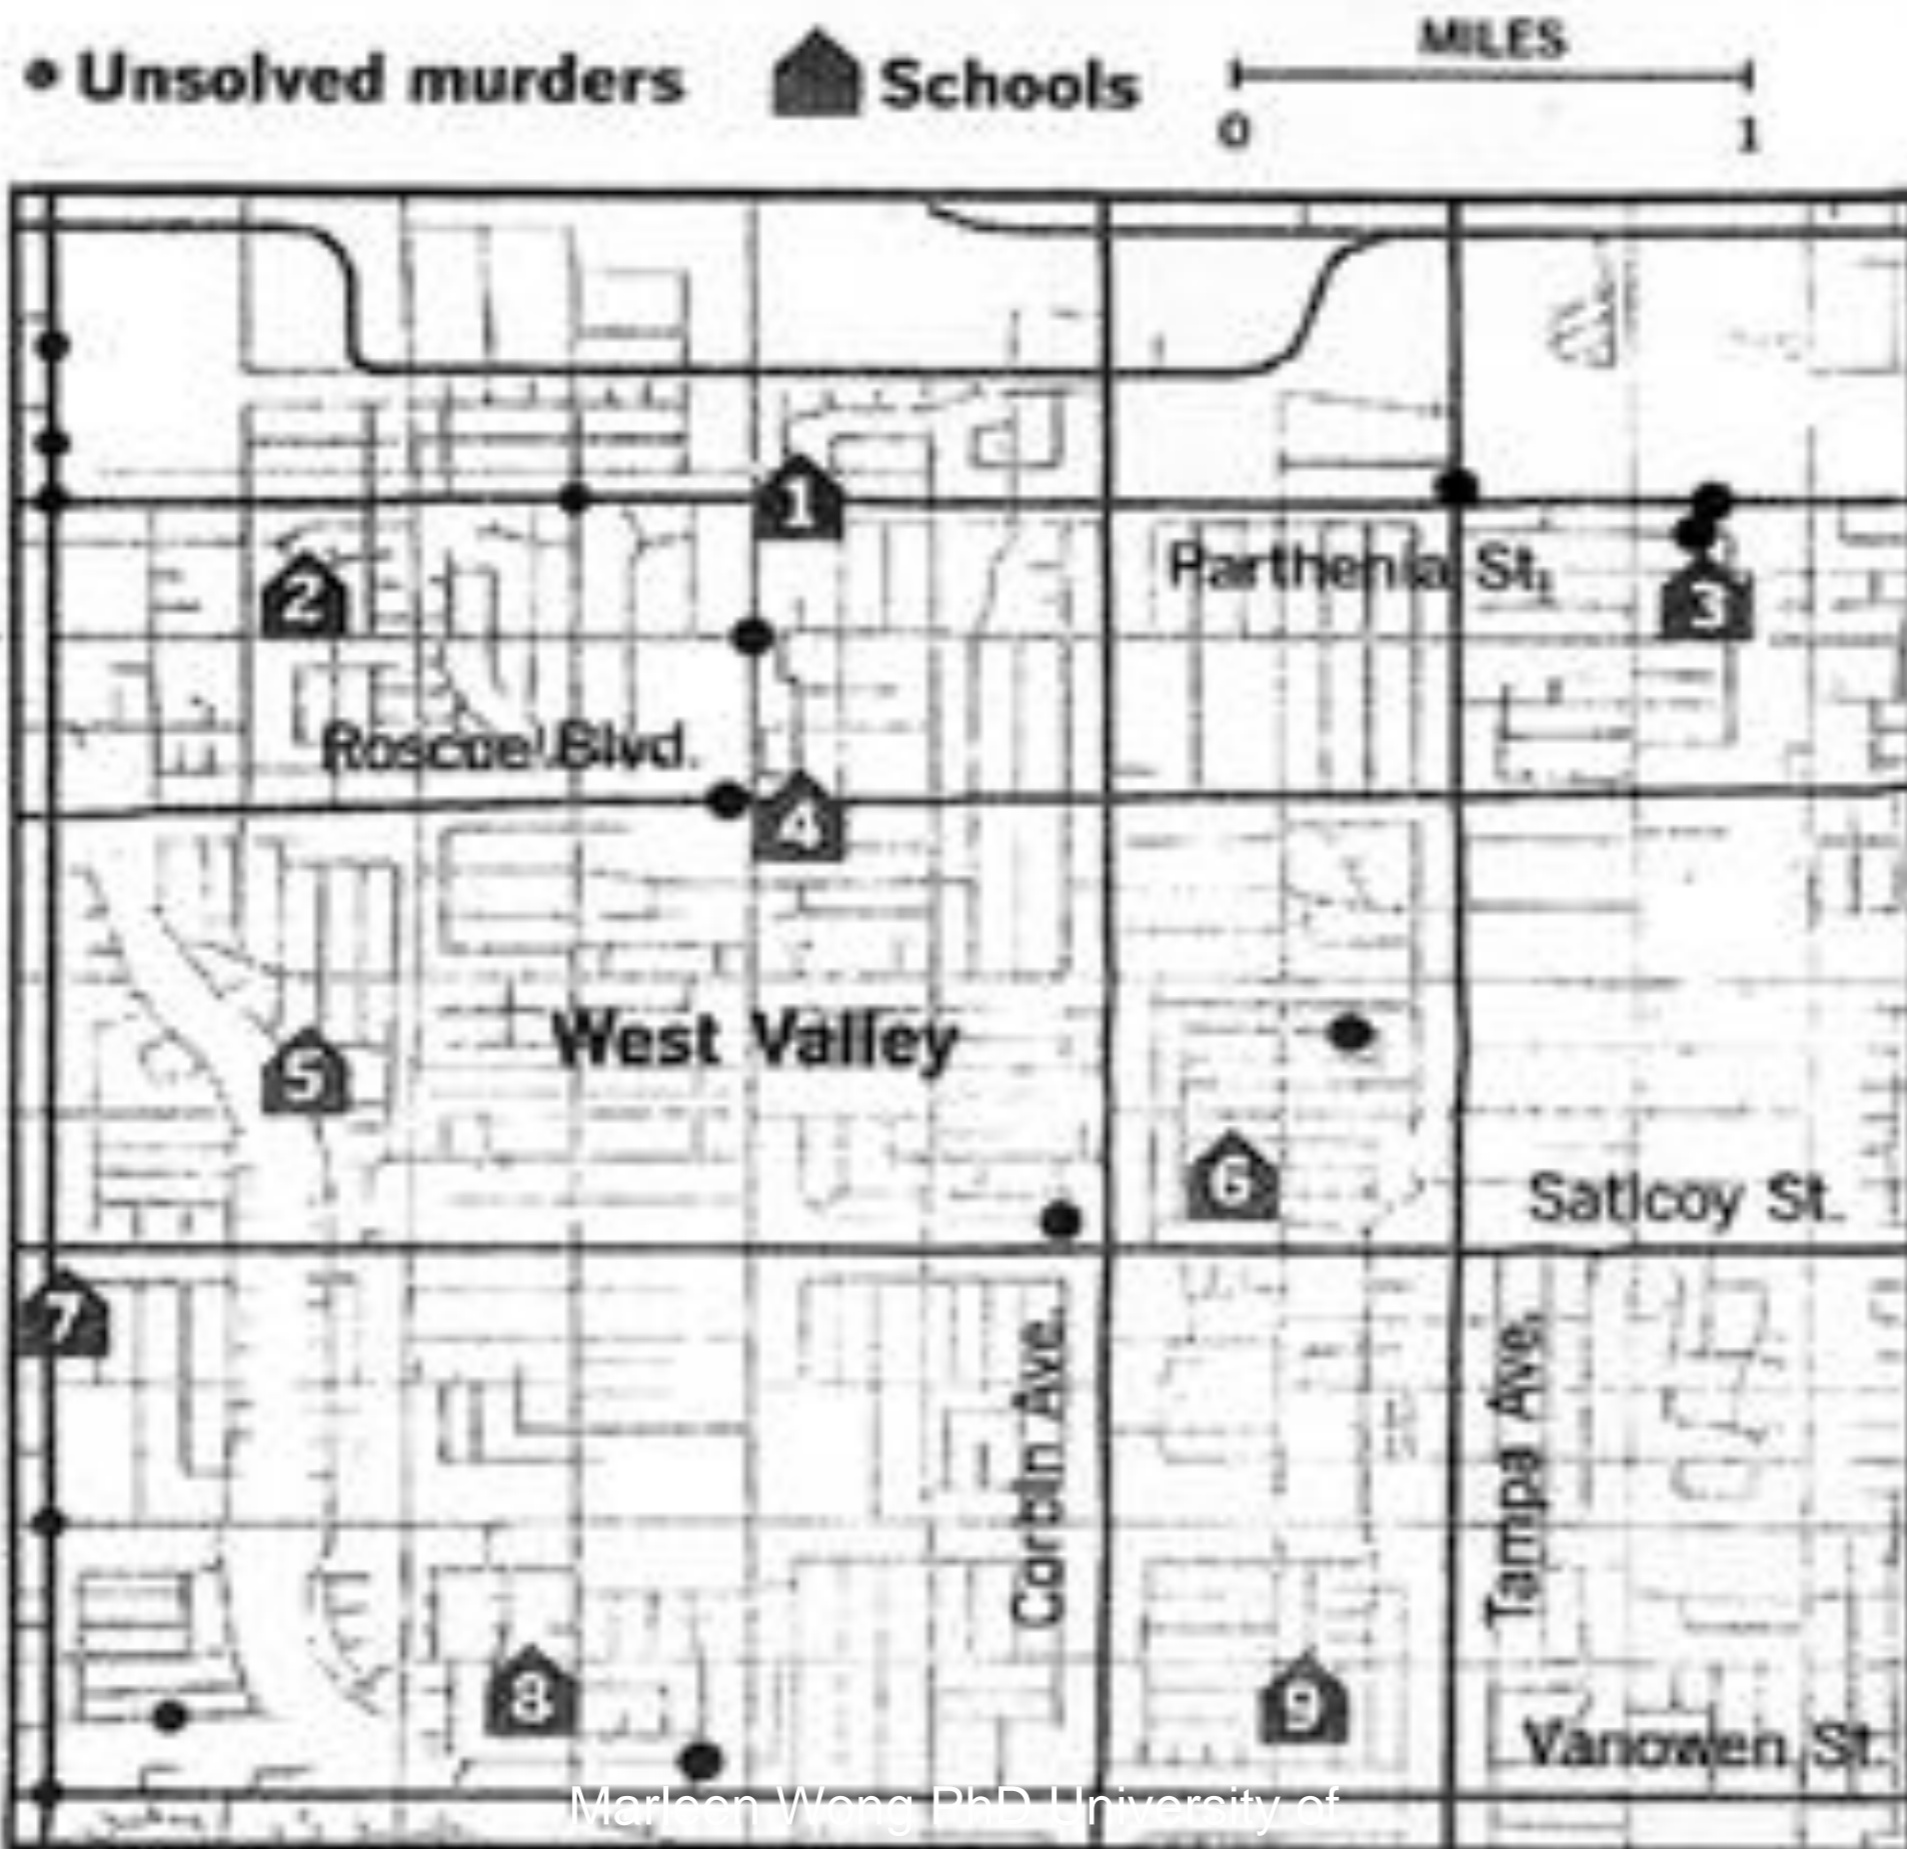 Unsolved murders
Schools
MILES
0 1
1
2
Parthenia St.
3
Roscoe Blvd.
4
West Valley
5
6
Saticoy St.
7
Corbin Ave.
Tampa Ave.
8
9
Vanowen St.
Marleen Wong PhD University of